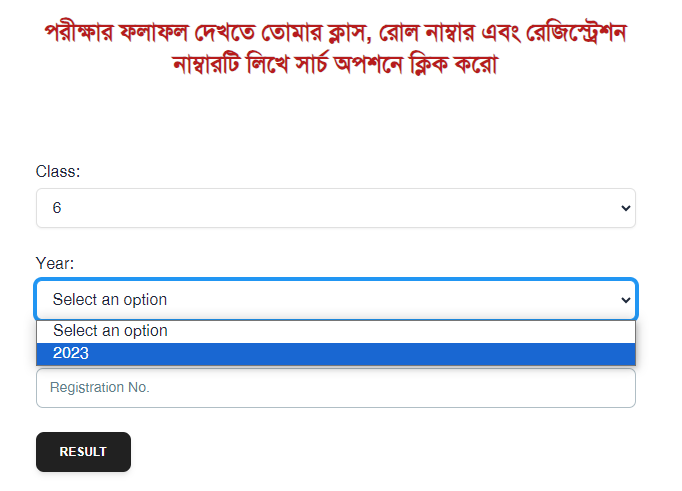 পরীক্ষার ফলাফল দেখতে তোমার ক্লাস, রোল নাম্বার এবং রেজিস্ট্রেশন
নাম্বারটি লিখে সার্চ অপশনে ক্লিক করো
Class:
6
Year:
Select an option
Select an option
2023
Registration No.
RESULT